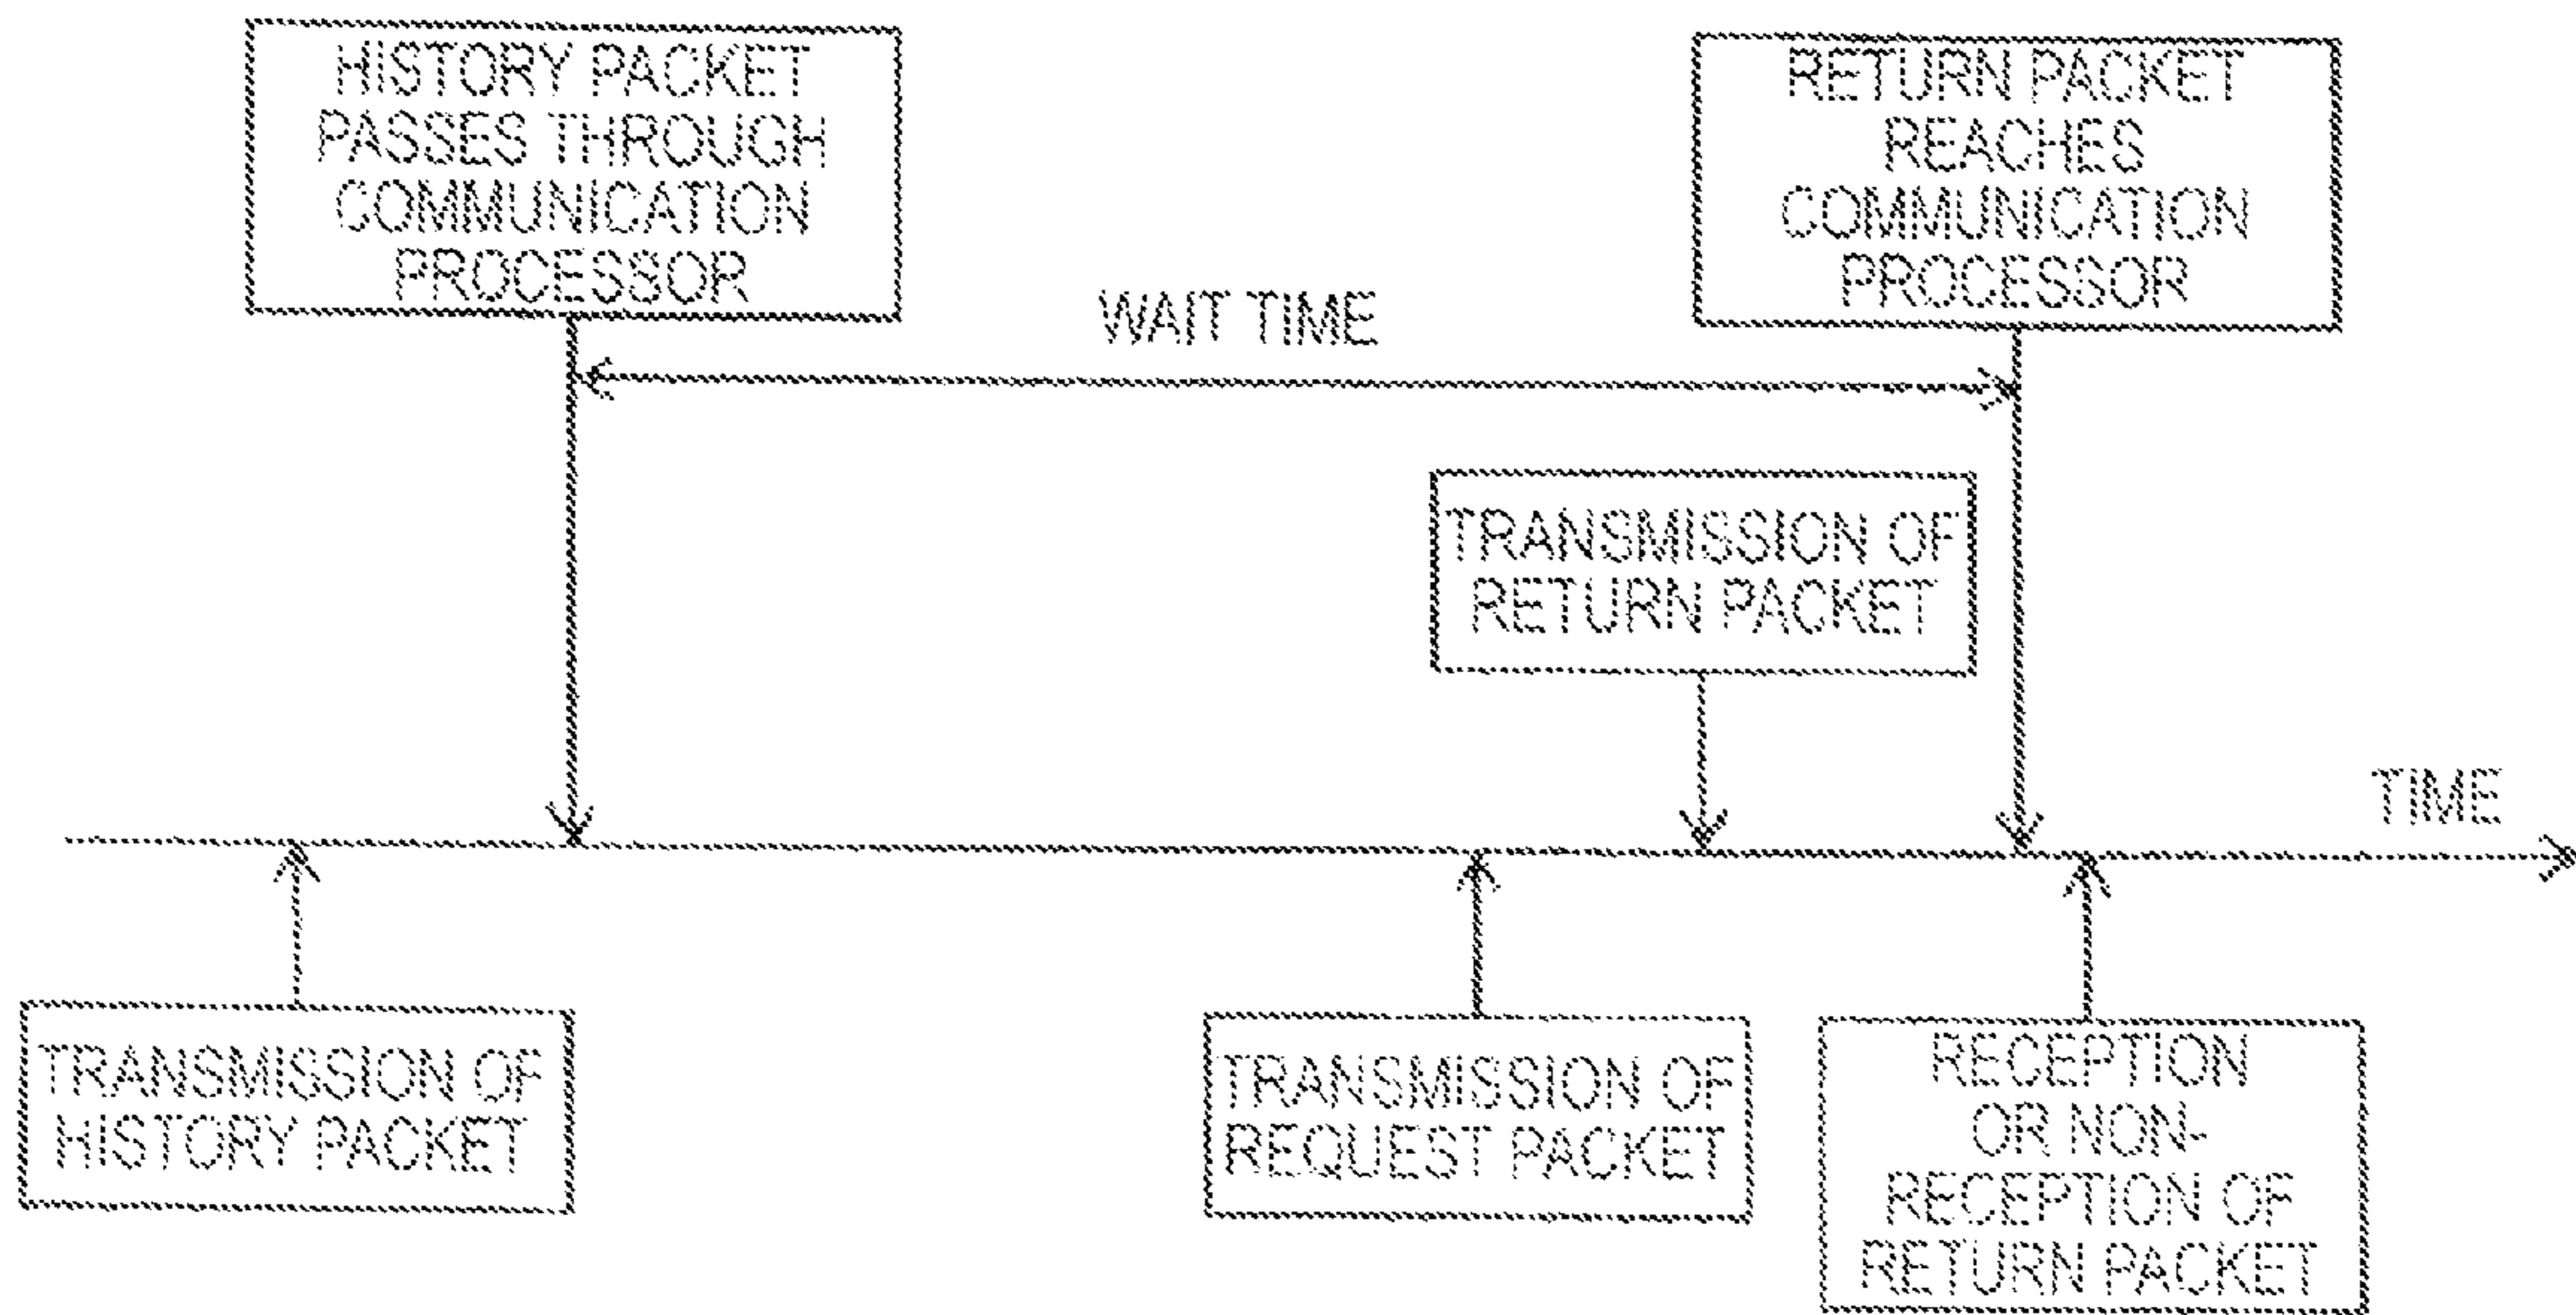 HISTORY PACKET
PASSES THROUGH
COMMUNICATION
PROCESSOR
RETURN PACKET
REACHES
COMMUNICATION
PROCESSOR
WAIT TIME
TRANSMISSION OF
RETURN PACKET
TIME
TRANSMISSION OF
HISTORY PACKET
TRANSMISSION OF
REQUEST PACKET
RECEPTION
OR NON-
RECEPTION OF
RETURN PACKET